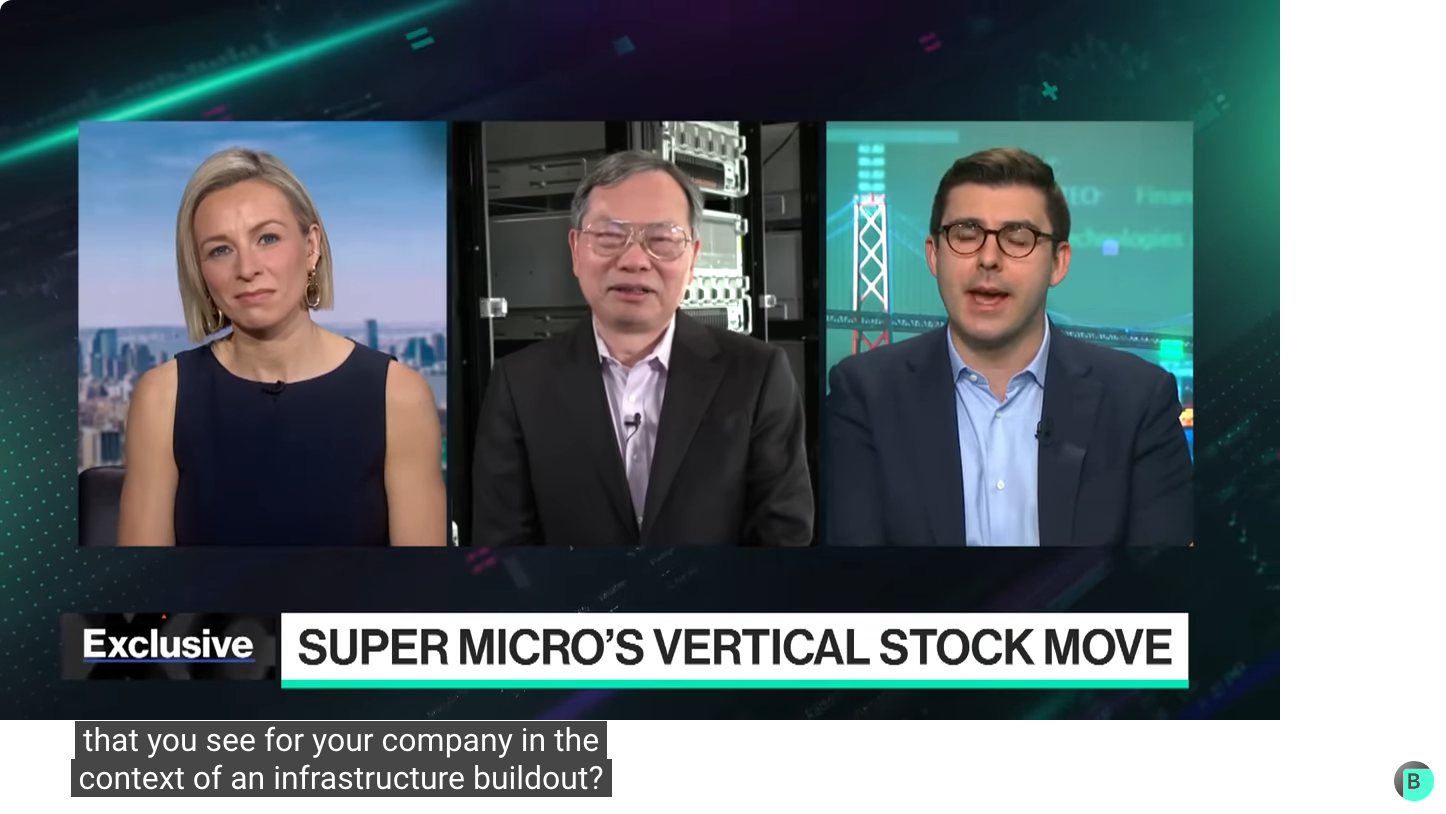 Exclusive
SUPER MICRO'S VERTICAL STOCK MOVE
that you see for your company in the
context of an infrastructure buildout?
B